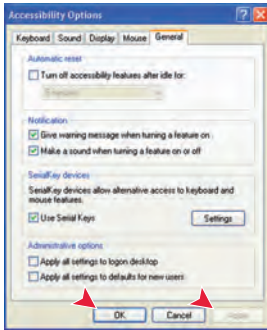 Accessibility Options
Keyboard Sound Display Mouse General
Automatic reset
Turn off accessibility features after idle for:
Notification
Give warning message when turning a feature on
Make a sound when turning a feature on or off
SerialKey devices
SerialKey devices allow alternative access to keyboard and
mouse features.
Use Serial Keys
Settings
Administrative options
Apply all settings to logon desktop
Apply all settings to defaults for new users
OK Cancel Apply